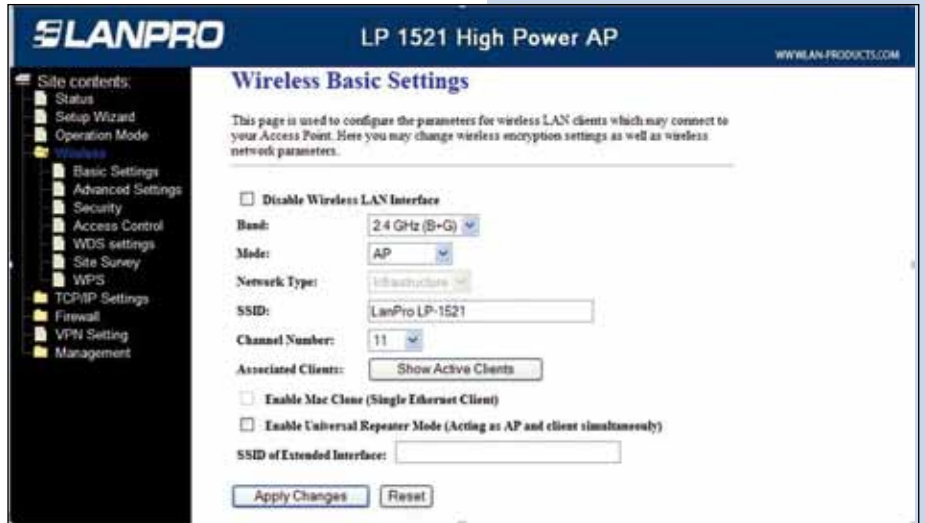 LANPRO
LP 1521 High Power AP
WWW.LAN-PRODUCTS.COM
Site contents:
Status
Setup Wizard
Operation Mode
Wireless
Basic Settings
Advanced Settings
Security
Access Control
WDS settings
Site Survey
WPS
TCP/IP Settings
Firewall
VPN Setting
Management
Wireless Basic Settings
This page is used to configure the parameters for wireless LAN clients which may connect to
your Access Point. Here you may change wireless encryption settings as well as wireless
network parameters.
Disable Wireless LAN Interface
Band: 2.4 GHz (B+G)
Mode: AP
Network Type: Infrastructure
SSID: LanPro LP-1521
Channel Number: 11
Associated Clients: Show Active Clients
Enable Mac Clone (Single Ethernet Client)
Enable Universal Repeater Mode (Acting as AP and client simultaneouly)
SSID of Extended Interface:
Apply Changes Reset